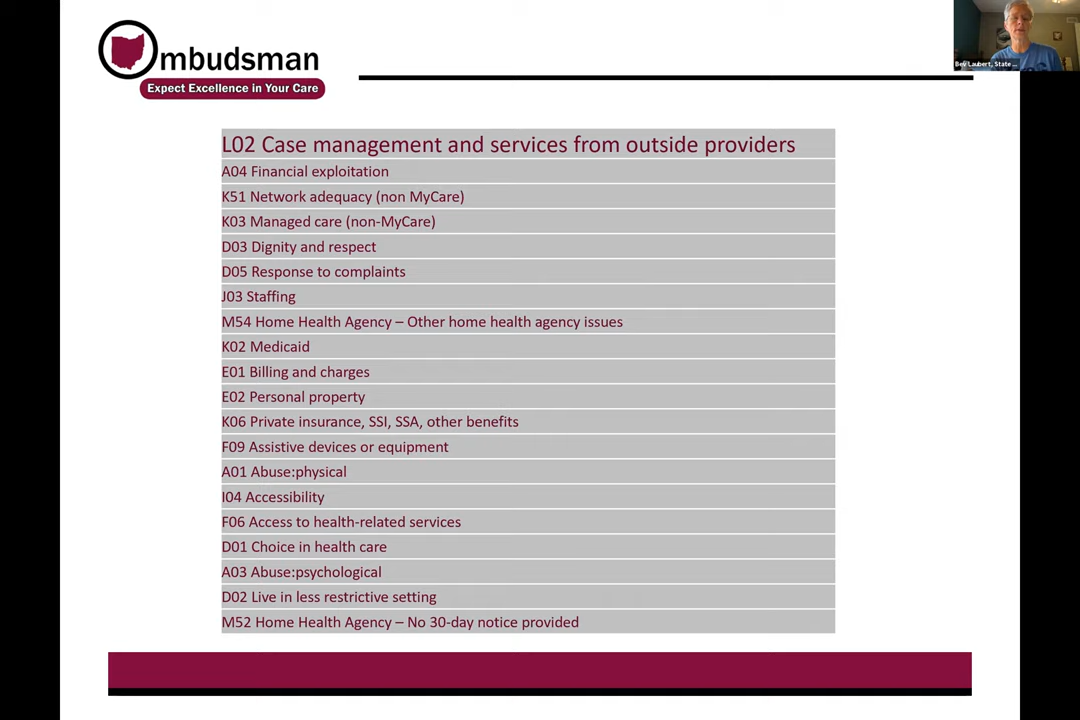 Ombudsman
Expect Excellence in Your Care
Bev Laubert, State ...
L02 Case management and services from outside providers
A04 Financial exploitation
K51 Network adequacy (non MyCare)
K03 Managed care (non-MyCare)
D03 Dignity and respect
D05 Response to complaints
J03 Staffing
M54 Home Health Agency – Other home health agency issues
K02 Medicaid
E01 Billing and charges
E02 Personal property
K06 Private insurance, SSI, SSA, other benefits
F09 Assistive devices or equipment
A01 Abuse:physical
I04 Accessibility
F06 Access to health-related services
D01 Choice in health care
A03 Abuse:psychological
D02 Live in less restrictive setting
M52 Home Health Agency – No 30-day notice provided